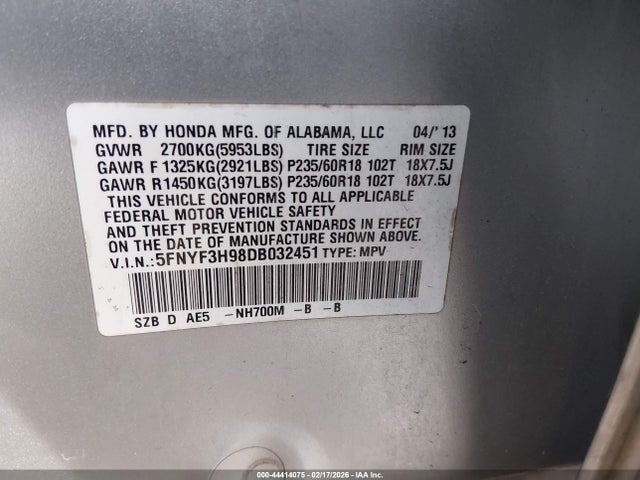 MFD. BY HONDA MFG. OF ALABAMA, LLC 04/'13
GVWR 2700KG(5953LBS) TIRE SIZE RIM SIZE
GAWR F 1325KG(2921LBS) P235/60R18 102T 18X7.5J
GAWR R1450KG(3197LBS) P235/60R18 102T 18X7.5J
THIS VEHICLE CONFORMS TO ALL APPLICABLE
FEDERAL MOTOR VEHICLE SAFETY
AND THEFT PREVENTION STANDARDS IN EFFECT
ON THE DATE OF MANUFACTURE SHOWN ABOVE.
V.I.N.:5FNYF3H98DB032451 TYPE: MPV
SZB D AE5 -NH700M -B -B
000 - 44414075 - 02/17/2026 - IAA Inc.